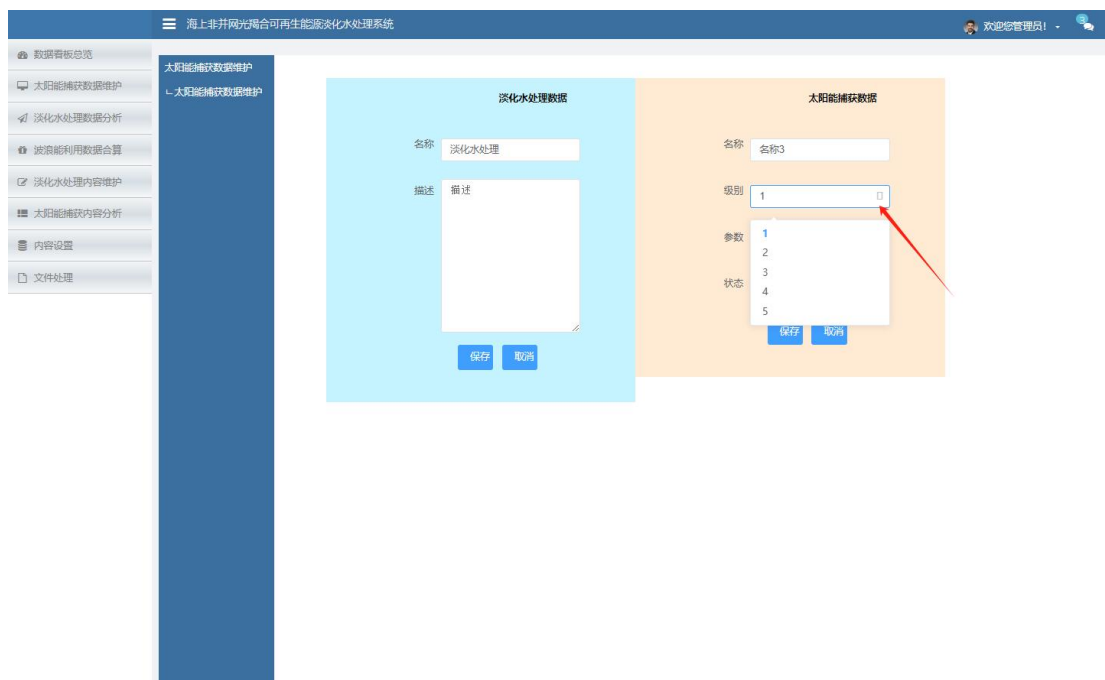 海上非并网光揭合可再生能源淡化水处理系统
欢迎您管理员!
3
数据看板总览
太阳能捕获数据维护
淡化水处理数据分析
波浪能利用数据合算
淡化水处理内容维护
太阳能捕获内容分析
内容设置
文件处理
太阳能捕获数据维护
∟太阳能捕获数据维护
淡化水处理数据
名称
淡化水处理
描述
描述
保存
取消
太阳能捕获数据
名称
名称3
级别
1
参数
状态
1
2
3
4
5
保存
取消